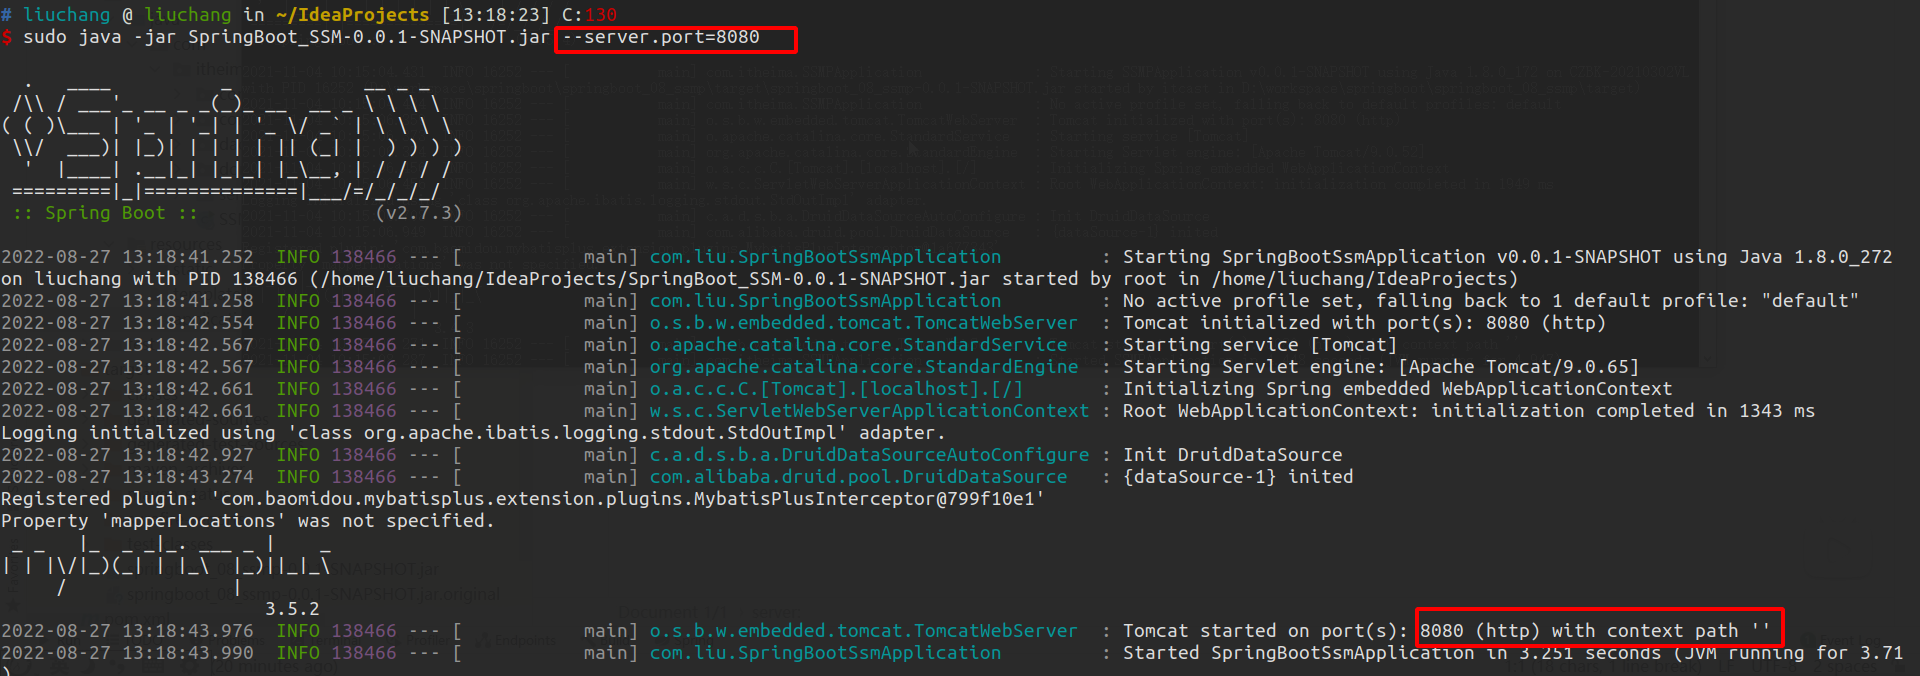 # liuchang @ liuchang in ~/IdeaProjects [13:18:23] C:130
$ sudo java -jar SpringBoot_SSM-0.0.1-SNAPSHOT.jar --server.port=8080
  .   ____          _            __ _ _
 /\\ / ___'_ __ _ _(_)_ __  __ _ \ \ \ \
( ( )\___ | '_ | '_| | '_ \/ _` | \ \ \ \
 \\/  ___)| |_)| | | | | || (_| |  ) ) ) )
  '  |____| .__|_| |_|_| |_\__, | / / / /
 =========|_|==============|___/=/_/_/_/
 :: Spring Boot ::                (v2.7.3)
2022-08-27 13:18:41.252  INFO 138466 --- [           main] com.liu.SpringBootSsmApplication         : Starting SpringBootSsmApplication v0.0.1-SNAPSHOT using Java 1.8.0_272
on liuchang with PID 138466 (/home/liuchang/IdeaProjects/SpringBoot_SSM-0.0.1-SNAPSHOT.jar started by root in /home/liuchang/IdeaProjects)
2022-08-27 13:18:41.258  INFO 138466 --- [           main] com.liu.SpringBootSsmApplication         : No active profile set, falling back to 1 default profile: "default"
2022-08-27 13:18:42.554  INFO 138466 --- [           main] o.s.b.w.embedded.tomcat.TomcatWebServer  : Tomcat initialized with port(s): 8080 (http)
2022-08-27 13:18:42.567  INFO 138466 --- [           main] o.apache.catalina.core.StandardService   : Starting service [Tomcat]
2022-08-27 13:18:42.567  INFO 138466 --- [           main] org.apache.catalina.core.StandardEngine  : Starting Servlet engine: [Apache Tomcat/9.0.65]
2022-08-27 13:18:42.661  INFO 138466 --- [           main] o.a.c.c.C.[Tomcat].[localhost].[/]       : Initializing Spring embedded WebApplicationContext
2022-08-27 13:18:42.661  INFO 138466 --- [           main] w.s.c.ServletWebServerApplicationContext : Root WebApplicationContext: initialization completed in 1343 ms
Logging initialized using 'class org.apache.ibatis.logging.stdout.StdOutImpl' adapter.
2022-08-27 13:18:42.927  INFO 138466 --- [           main] c.a.d.s.b.a.DruidDataSourceAutoConfigure : Init DruidDataSource
2022-08-27 13:18:43.274  INFO 138466 --- [           main] com.alibaba.druid.pool.DruidDataSource   : {dataSource-1} inited
Registered plugin: 'com.baomidou.mybatisplus.extension.plugins.MybatisPlusInterceptor@799f10e1'
Property 'mapperLocations' was not specified.
 _ _   |_  _ _|_. ___ _ |    _
| | |\/|_)(_| | |_\  |_)||_|_\
     /               |
                        3.5.2
2022-08-27 13:18:43.976  INFO 138466 --- [           main] o.s.b.w.embedded.tomcat.TomcatWebServer  : Tomcat started on port(s): 8080 (http) with context path ''
2022-08-27 13:18:43.990  INFO 138466 --- [           main] com.liu.SpringBootSsmApplication         : Started SpringBootSsmApplication in 3.251 seconds (JVM running for 3.71
)